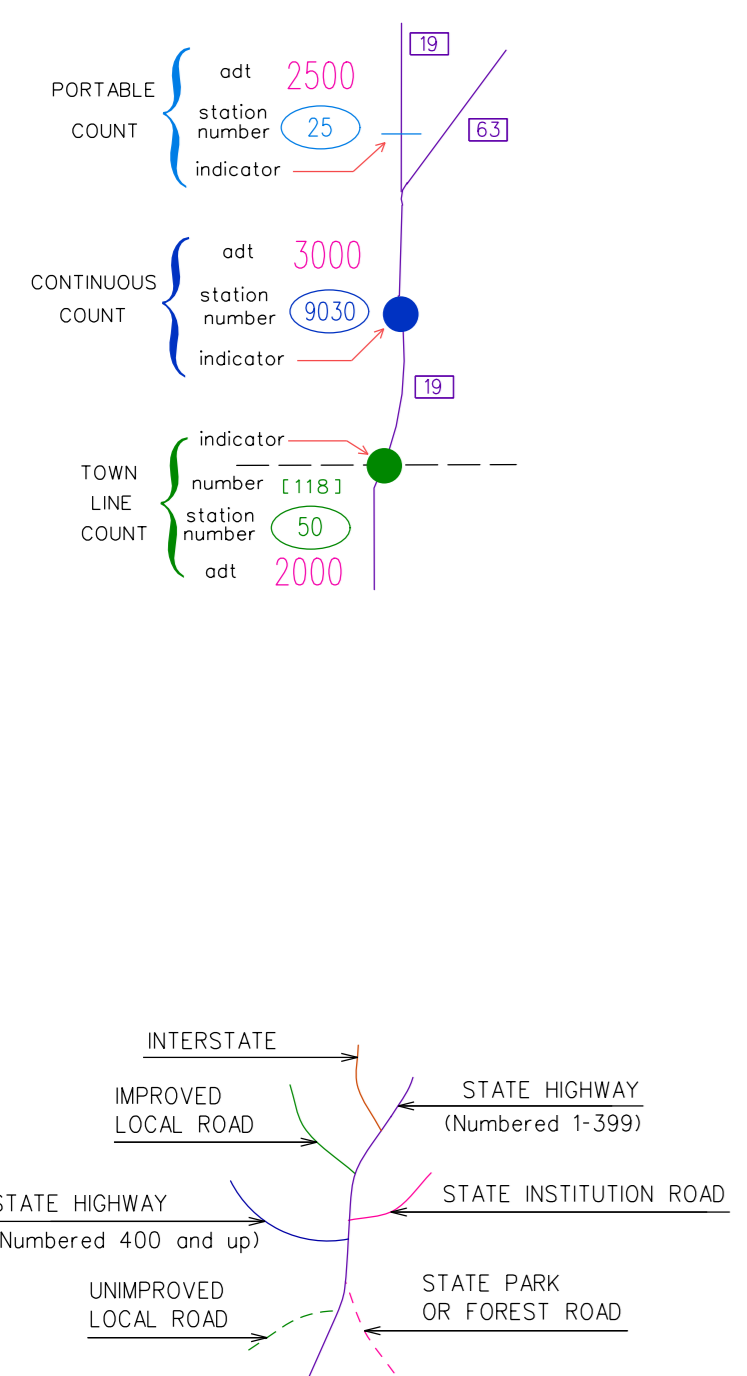 19
adt 2500
PORTABLE
COUNT
station
number 25
63
indicator
adt 3000
CONTINUOUS
COUNT
station
number 9030
indicator
19
indicator
TOWN
LINE
COUNT
number [118]
station
number 50
adt 2000
INTERSTATE
STATE HIGHWAY
(Numbered 1-399)
IMPROVED
LOCAL ROAD
STATE INSTITUTION ROAD
STATE HIGHWAY
(Numbered 400 and up)
UNIMPROVED
LOCAL ROAD
STATE PARK
OR FOREST ROAD